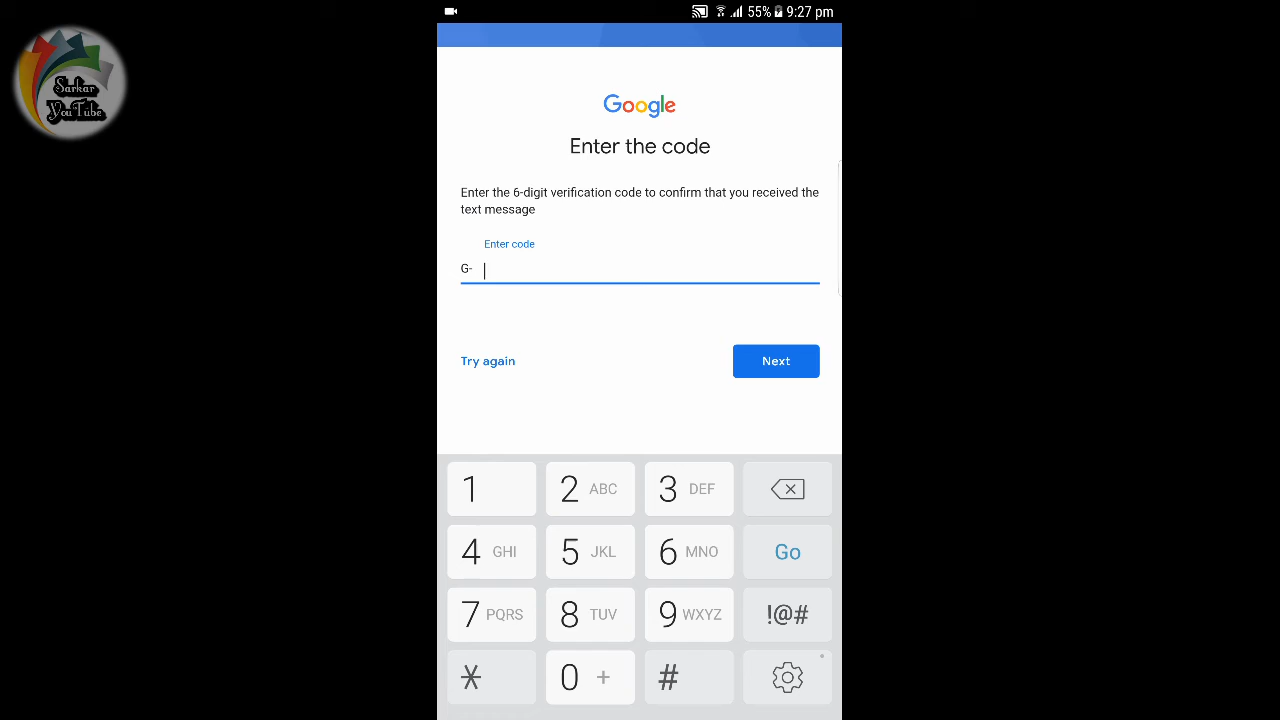 55% 9:27 pm
Sarkar
YouTube
Google
Enter the code
Enter the 6-digit verification code to confirm that you received the
text message
Enter code
G-
Try again Next
1 2 ABC 3 DEF
4 GHI 5 JKL 6 MNO Go
7 PQRS 8 TUV 9 WXYZ !@#
* 0 + #